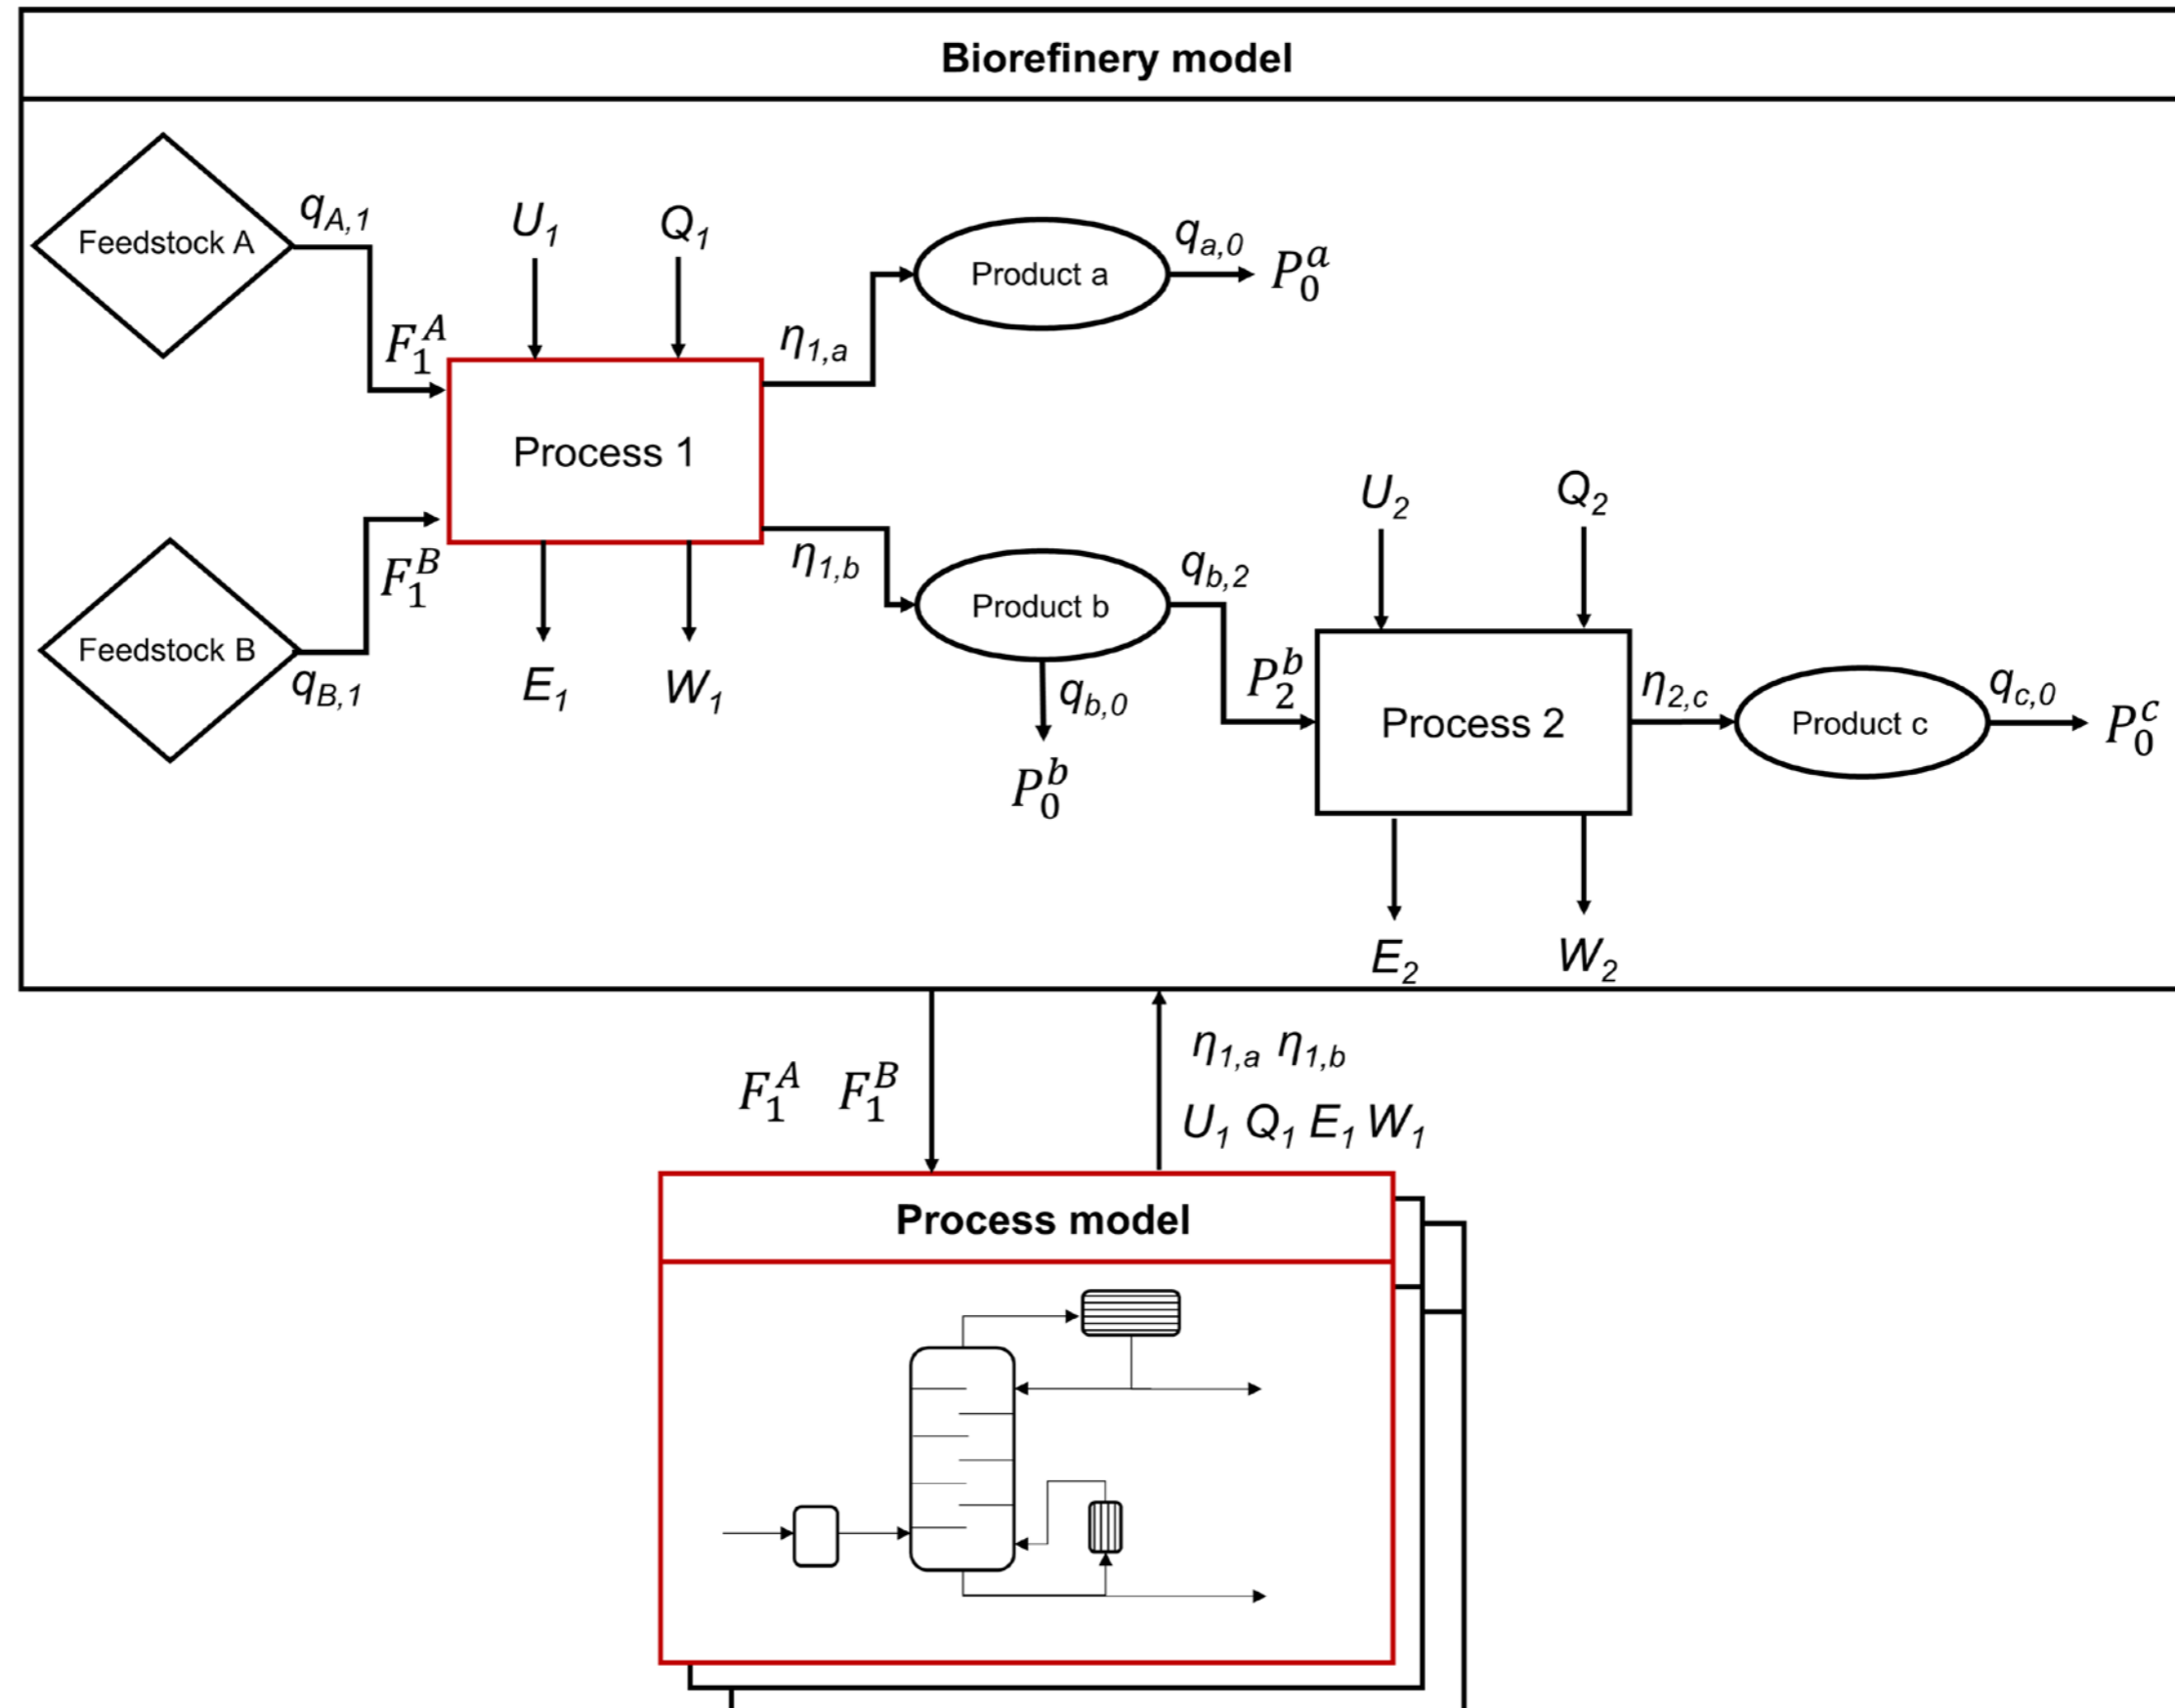 Biorefinery model
Feedstock A
q_{A,1}
F_1^A
U_1
Q_1
Process 1
η_{1,a}
Product a
q_{a,0}
P_0^a
Feedstock B
q_{B,1}
F_1^B
E_1
W_1
η_{1,b}
Product b
q_{b,0}
P_0^b
q_{b,2}
P_2^b
U_2
Q_2
Process 2
E_2
W_2
η_{2,c}
Product c
q_{c,0}
P_0^c
F_1^A F_1^B
η_{1,a} η_{1,b}
U_1 Q_1 E_1 W_1
Process model